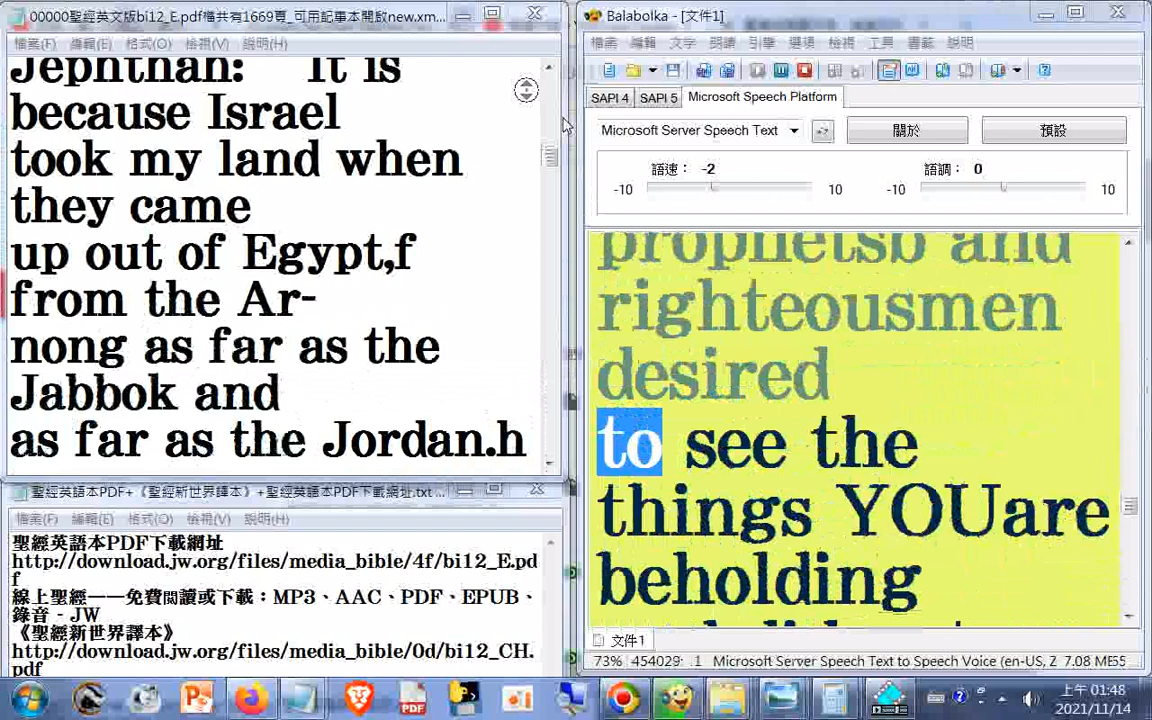 00000聖經英文版bi12_E.pdf檔共有1669頁_可用記事本開啟new.xm...
檔案(F) 編輯(E) 格式(O) 檢視(V) 說明(H)
Jephthah: It is
because Israel
took my land when
they came
up out of Egypt,f
from the Ar-
nong as far as the
Jabbok and
as far as the Jordan.h
聖經英語本PDF+《聖經新世界譯本》+聖經英語本PDF下載網址.txt ...
檔案(F) 編輯(E) 格式(O) 檢視(V) 說明(H)
聖經英語本PDF下載網址
http://download.jw.org/files/media_bible/4f/bi12_E.pd
f
線上聖經——免費閱讀或下載：MP3、AAC、PDF、EPUB、
錄音 - JW
《聖經新世界譯本》
http://download.jw.org/files/media_bible/0d/bi12_CH.
pdf
Balabolka - [文件1]
檔案 編輯 文字 朗讀 引擎 選項 檢視 工具 書籤 說明
SAPI 4 SAPI 5 Microsoft Speech Platform
Microsoft Server Speech Text
關於 預設
語速： -2 語調： 0
-10 10 -10 10
prophetsb and
righteousmen
desired
to see the
things YOUare
beholding
文件1
73% 454029 1 Microsoft Server Speech Text to Speech Voice (en-US, Z 7.08 МБ55
PDF
上午 01:48
2021/11/14